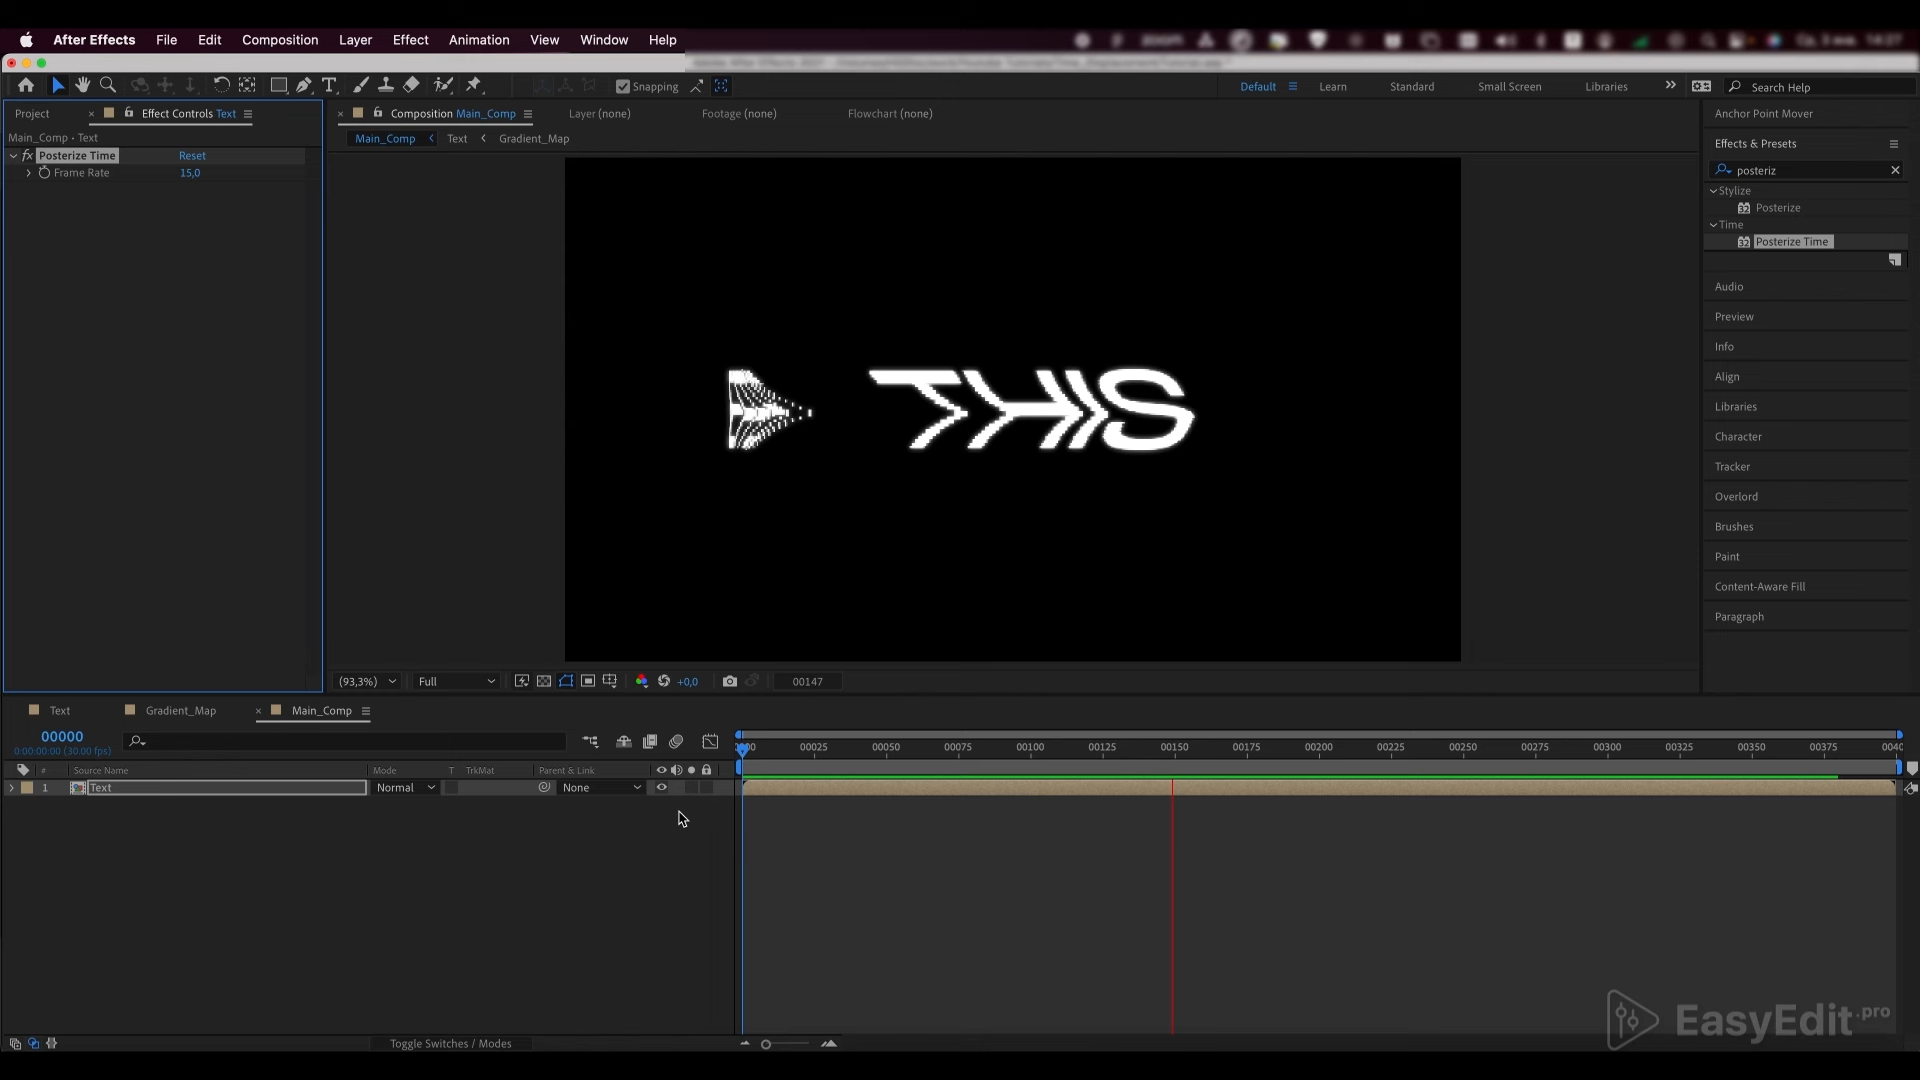 After Effects File Edit Composition Layer Effect Animation View Window Help
Snapping Default Learn Standard Small Screen Libraries Search Help
Project Effect Controls Text Composition Main_Comp Layer (none) Footage (none) Flowchart (none) Anchor Point Mover
Main_Comp • Text Main_Comp Text Gradient_Map Effects & Presets
fx Posterize Time Reset
Frame Rate 15,0
posteriz
Stylize
32 Posterize
Time
32 Posterize Time
THIS
Audio
Preview
Info
Align
Libraries
Character
Tracker
Overlord
Brushes
Paint
Content-Aware Fill
Paragraph
(93,3%) Full +0,0 00147
Text Gradient_Map Main_Comp
00000
0:00:00:00 (30.00 fps)
00025 00050 00075 00100 00125 00150 00175 00200 00225 00250 00275 00300 00325 00350 00375
# Source Name Mode T TrkMat Parent & Link
1 Text Normal None
Toggle Switches / Modes
EasyEdit.pro